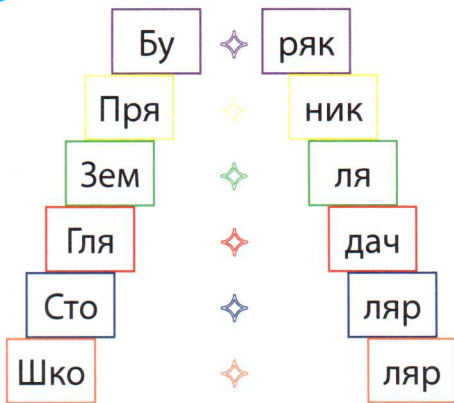 Бу ряк
Пря ник
Зем ля
Гля дач
Сто ляр
Шко ляр